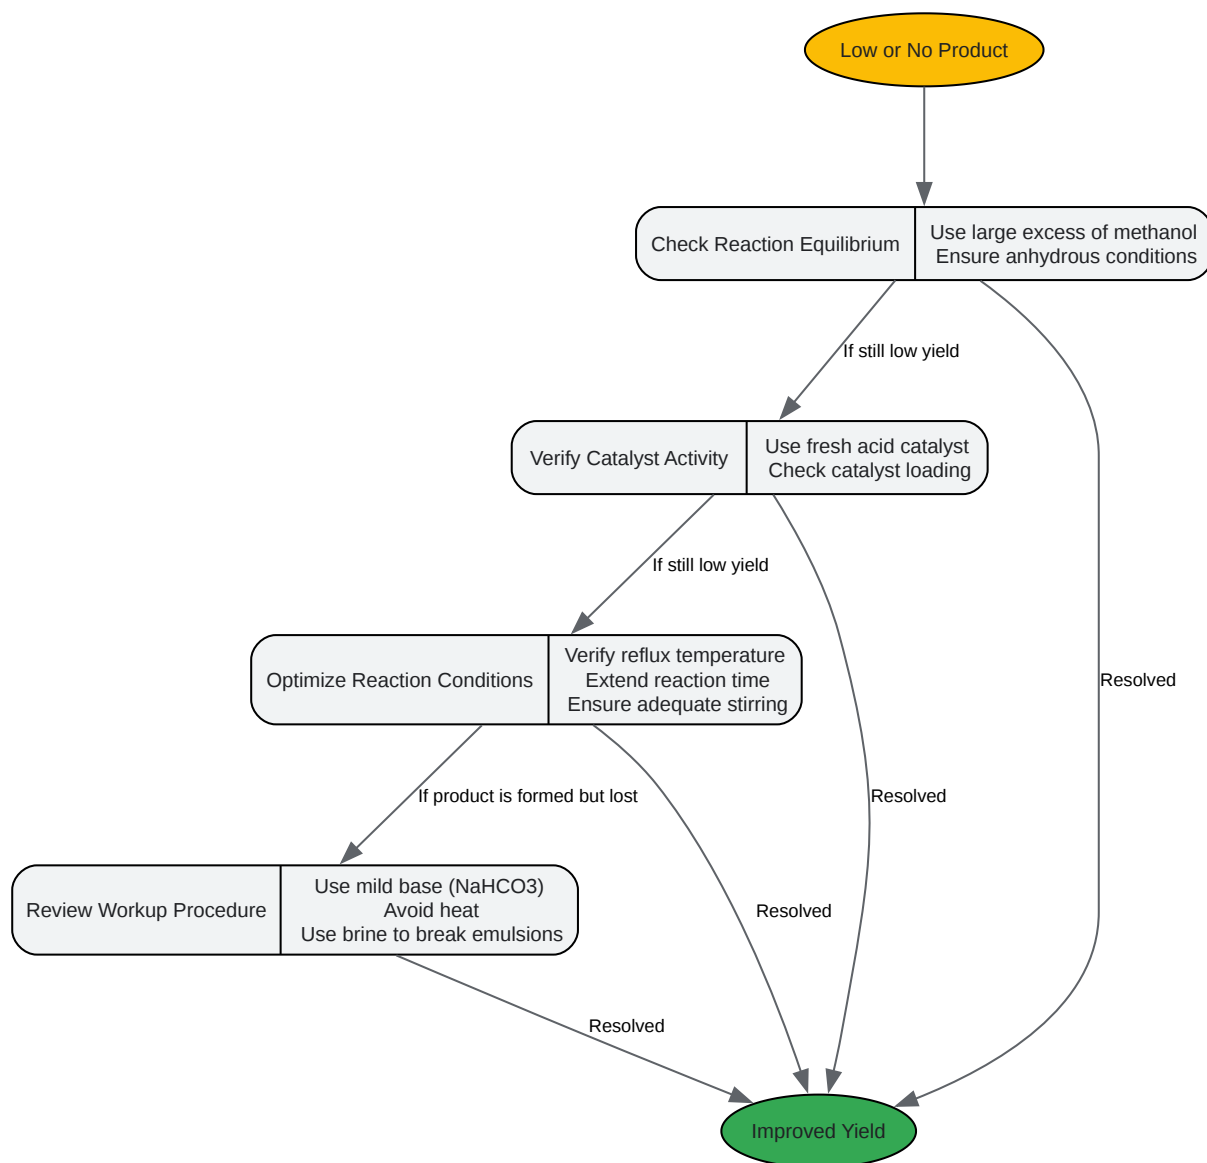 Low or No Product
Check Reaction Equilibrium
Use large excess of methanol
Ensure anhydrous conditions
If still low yield
Verify Catalyst Activity
Use fresh acid catalyst
Check catalyst loading
If still low yield
Optimize Reaction Conditions
Verify reflux temperature
Extend reaction time
Ensure adequate stirring
Resolved
If product is formed but lost
Resolved
Review Workup Procedure
Use mild base (NaHCO3)
Avoid heat
Use brine to break emulsions
Resolved
Resolved
Improved Yield